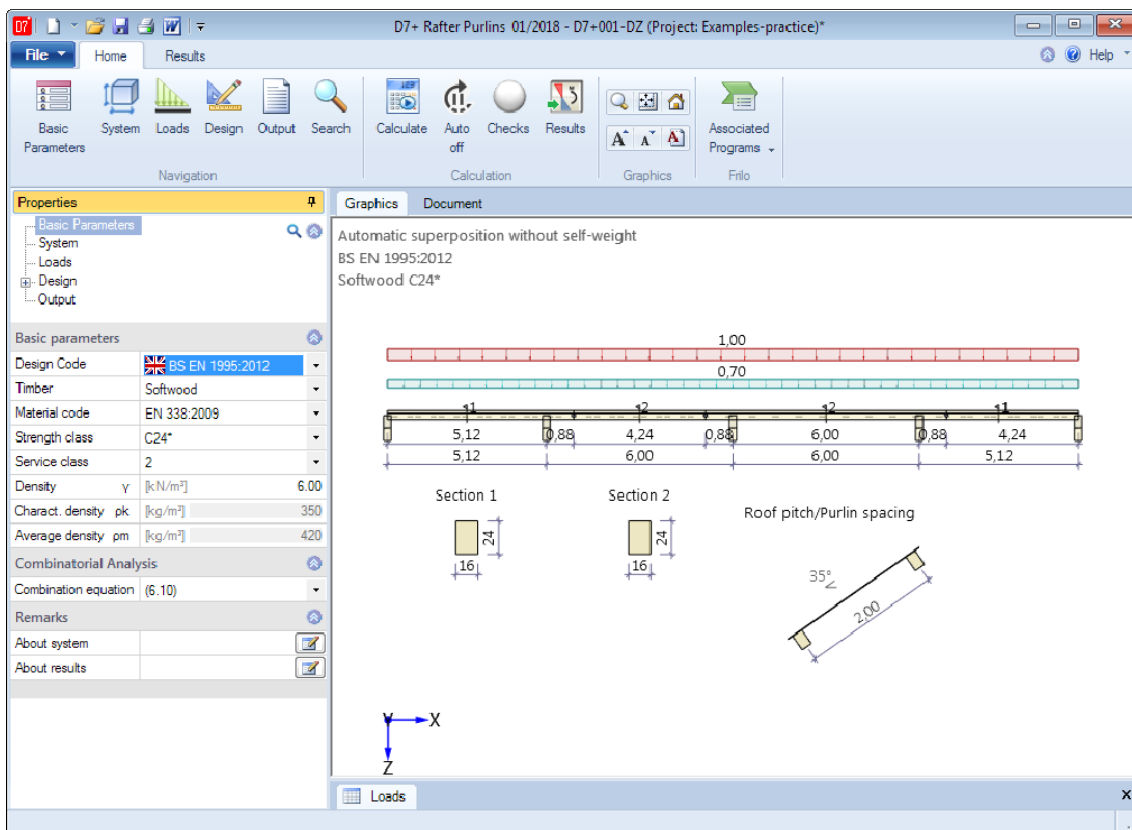 D7+ Rafter Purlins 01/2018 - D7+001-DZ (Project: Examples-practice)*
File Home Results Help
Basic Parameters System Loads Design Output Search Calculate Auto off Checks Results Associated Programs
Navigation Calculation Graphics Frilo
Properties
Basic Parameters
System
Loads
Design
Output
Basic parameters
Design Code BS EN 1995:2012
Timber Softwood
Material code EN 338:2009
Strength class C24*
Service class 2
Density γ [kN/m³] 6.00
Charact. density ρk [kg/m³] 350
Average density ρm [kg/m³] 420
Combinatorial Analysis
Combination equation (6.10)
Remarks
About system
About results
Graphics Document
Automatic superposition without self-weight
BS EN 1995:2012
Softwood C24*
1,00
0,70
1 2 2 1
5,12 0,88 4,24 0,88 6,00 0,88 4,24
5,12 6,00 6,00 5,12
Section 1 Section 2
Roof pitch/Purlin spacing
24 24
16 16
35°
2,00
Y X
Z
Loads